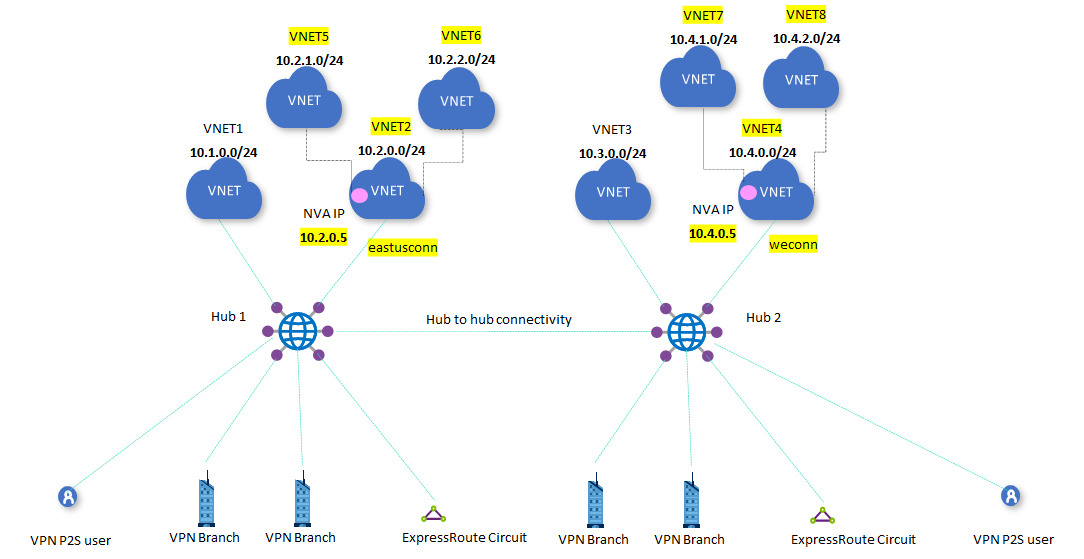 VNET7
VNET8
10.4.1.0/24
10.4.2.0/24
VNET5
VNET6
10.2.1.0/24
10.2.2.0/24
VNET
VNET
VNET
VNET
VNET1
VNET2
VNET3
VNET4
10.1.0.0/24
10.2.0.0/24
10.3.0.0/24
10.4.0.0/24
VNET
VNET
VNET
VNET
NVA IP
10.2.0.5
eastusconn
NVA IP
10.4.0.5
weconn
Hub 1
Hub to hub connectivity
Hub 2
VPN P2S user
VPN Branch
VPN Branch
ExpressRoute Circuit
VPN Branch
VPN Branch
ExpressRoute Circuit
VPN P2S user